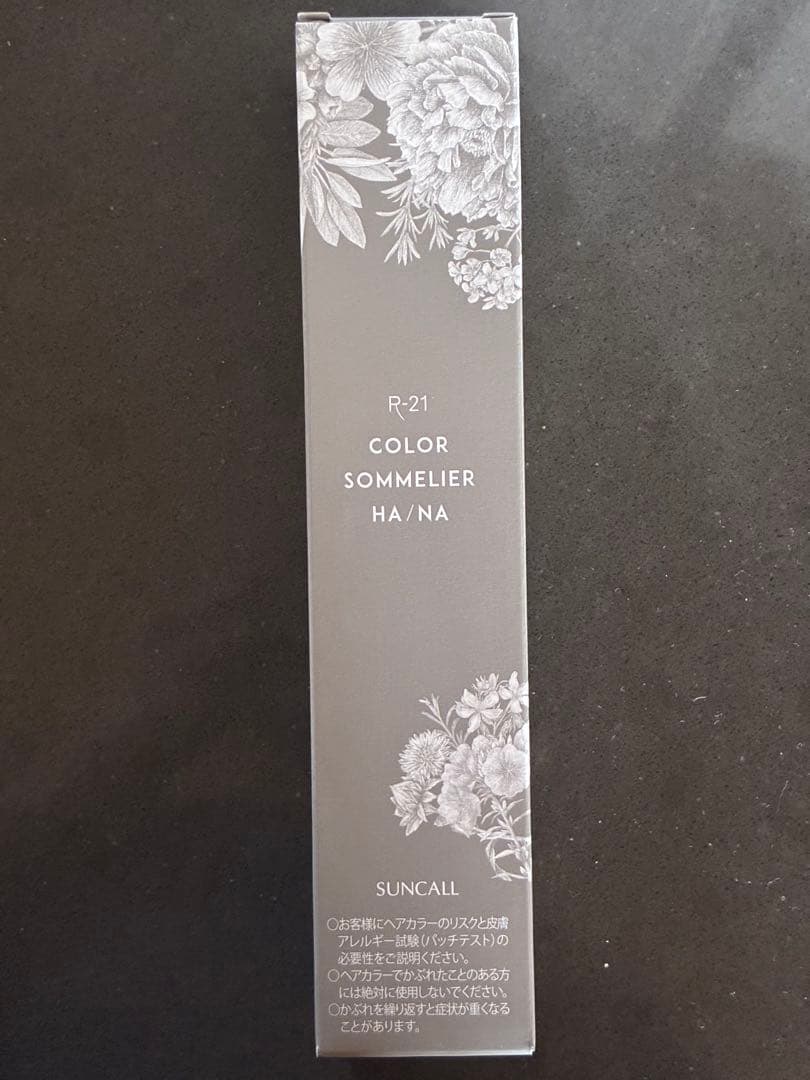 R-21
COLOR
SOMMELIER
HA/NA
SUNCALL
○お客様にヘアカラーのリスクと皮膚
アレルギー試験(パッチテスト)の
必要性をご説明ください。
○ヘアカラーでかぶれたことのある方
には絶対に使用しないでください。
○かぶれを繰り返すと症状が重くなる
ことがあります。